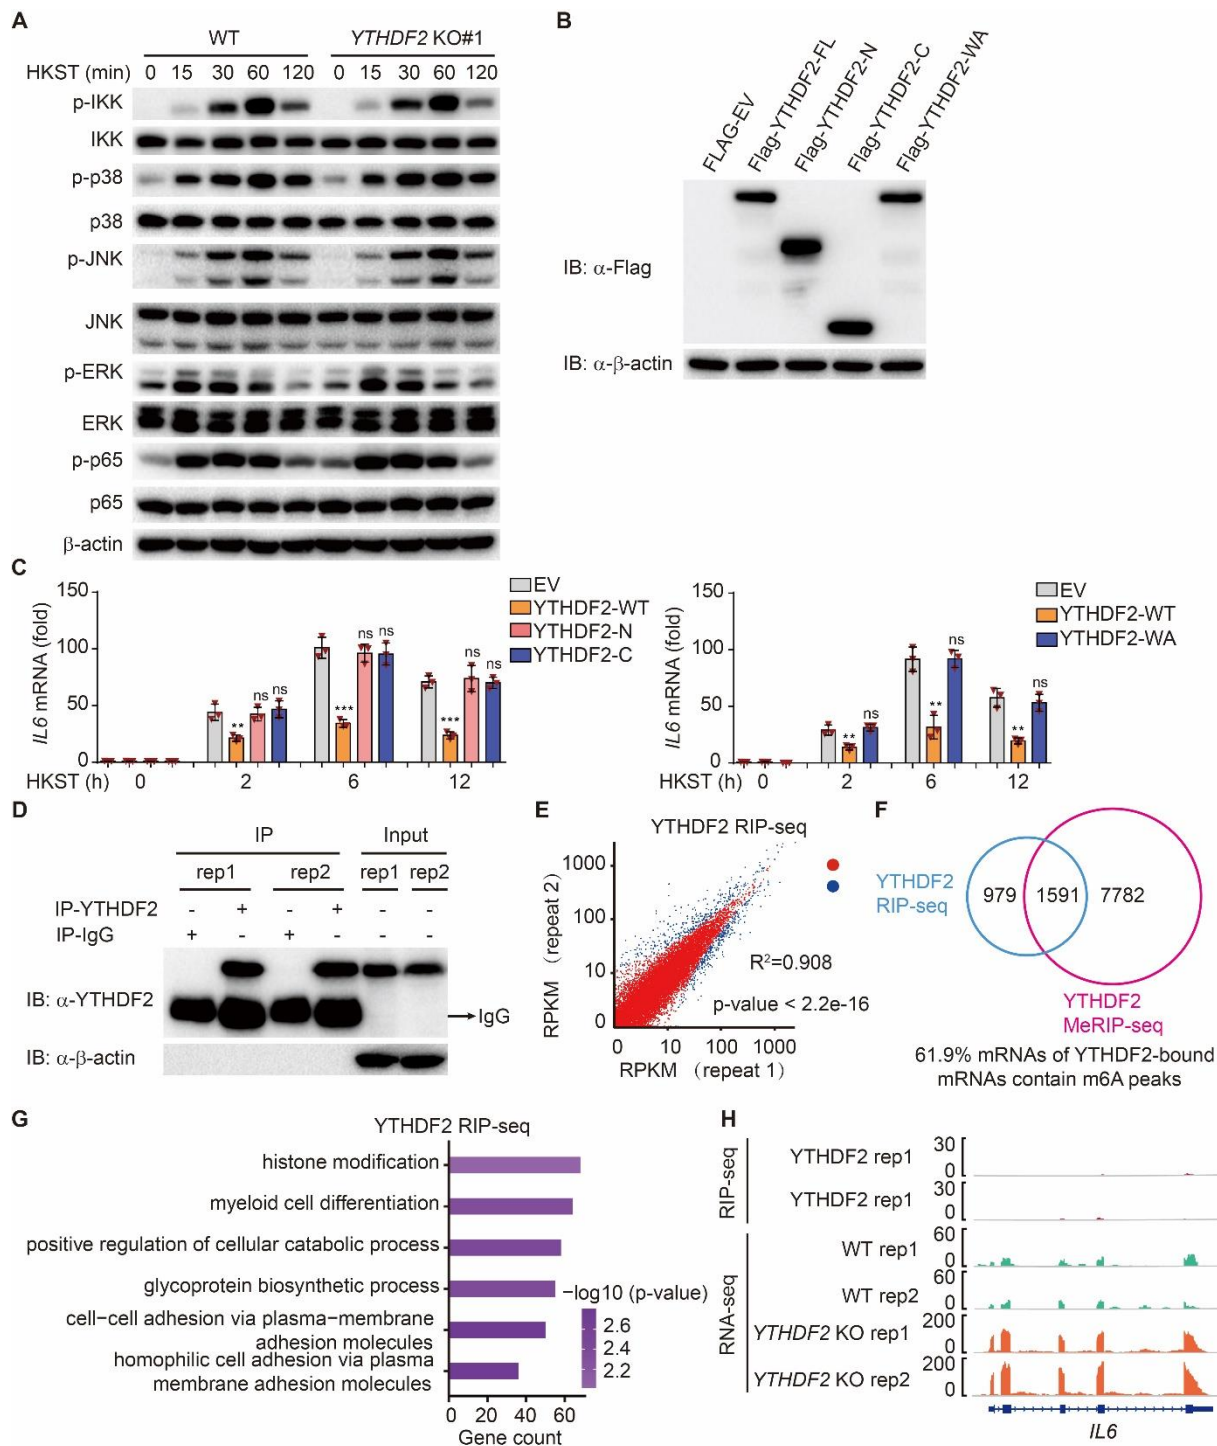 A
WT
YTHDF2 KO#1
HKST (min) 0 15 30 60 120 0 15 30 60 120
p-IKK
IKK
p-p38
p38
p-JNK
JNK
p-ERK
ERK
p-p65
p65
β-actin
B
FLAG-EV
Flag-YTHDF2-FL
Flag-YTHDF2-N
Flag-YTHDF2-C
Flag-YTHDF2-WA
IB: α-Flag
IB: α-β-actin
C
IL6 mRNA (fold)
150
100
50
0
EV
YTHDF2-WT
YTHDF2-N
YTHDF2-C
** ns ns
*** ns ns
*** ns ns
HKST (h) 0 2 6 12
IL6 mRNA (fold)
150
100
50
0
EV
YTHDF2-WT
YTHDF2-WA
** ns
** ns
** ns
HKST (h) 0 2 6 12
D
IP Input
rep1 rep2 rep1 rep2
IP-YTHDF2 - + - + - -
IP-IgG + - + - - -
IB: α-YTHDF2
IgG
IB: α-β-actin
E
YTHDF2 RIP-seq
RPKM (repeat 2)
1000
100
10
0
R²=0.908
p-value < 2.2e-16
0 10 100 1000
RPKM (repeat 1)
F
YTHDF2
RIP-seq
979 1591 7782
YTHDF2
MeRIP-seq
61.9% mRNAs of YTHDF2-bound
mRNAs contain m6A peaks
G
YTHDF2 RIP-seq
histone modification
myeloid cell differentiation
positive regulation of cellular catabolic process
glycoprotein biosynthetic process
cell−cell adhesion via plasma−membrane
adhesion molecules
homophilic cell adhesion via plasma
membrane adhesion molecules
−log10 (p-value)
2.6
2.4
2.2
0 20 40 60
Gene count
H
RIP-seq
YTHDF2 rep1
30
0
YTHDF2 rep1
30
0
RNA-seq
WT rep1
60
0
WT rep2
60
0
YTHDF2 KO rep1
200
0
YTHDF2 KO rep2
200
0
IL6